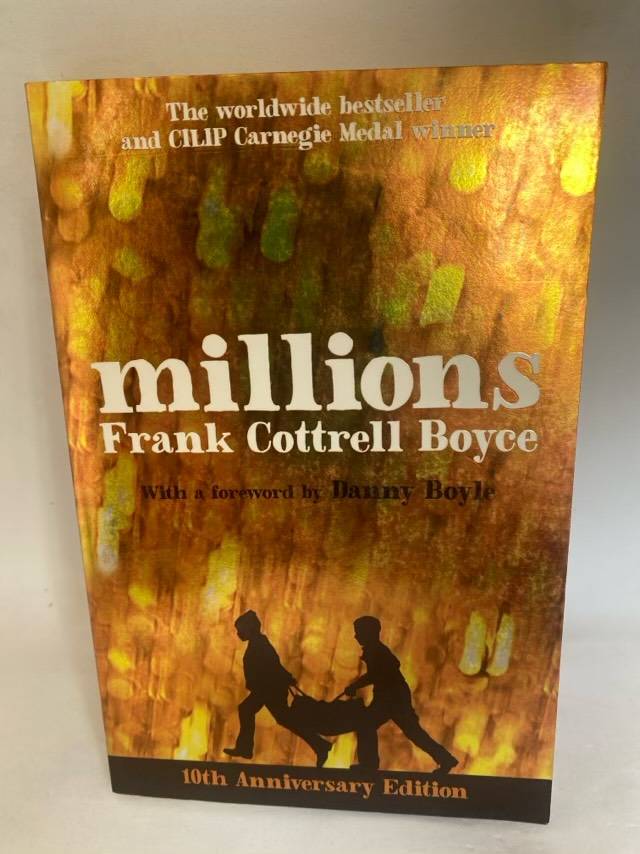 The worldwide bestseller
and CILIP Carnegie Medal winner
millions
Frank Cottrell Boyce
With a foreword by Danny Boyle
10th Anniversary Edition